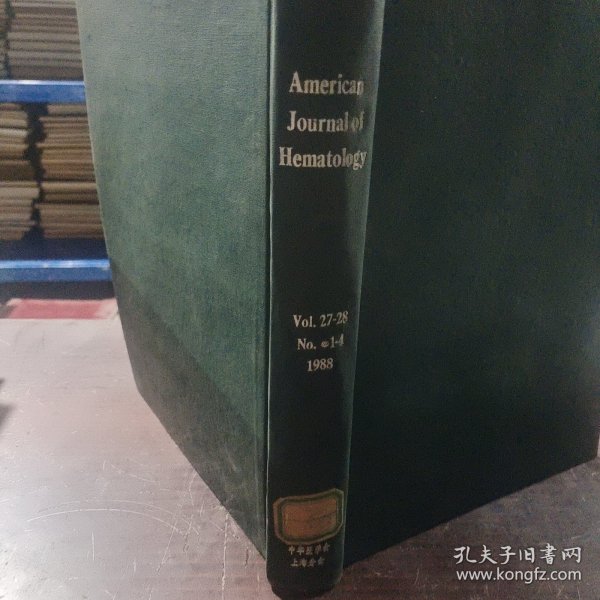 American
Journal of
Hematology
Vol. 27-28
No. 1-4
1988
中华医学会
上海分会
孔夫子旧书网
www.kongfz.com